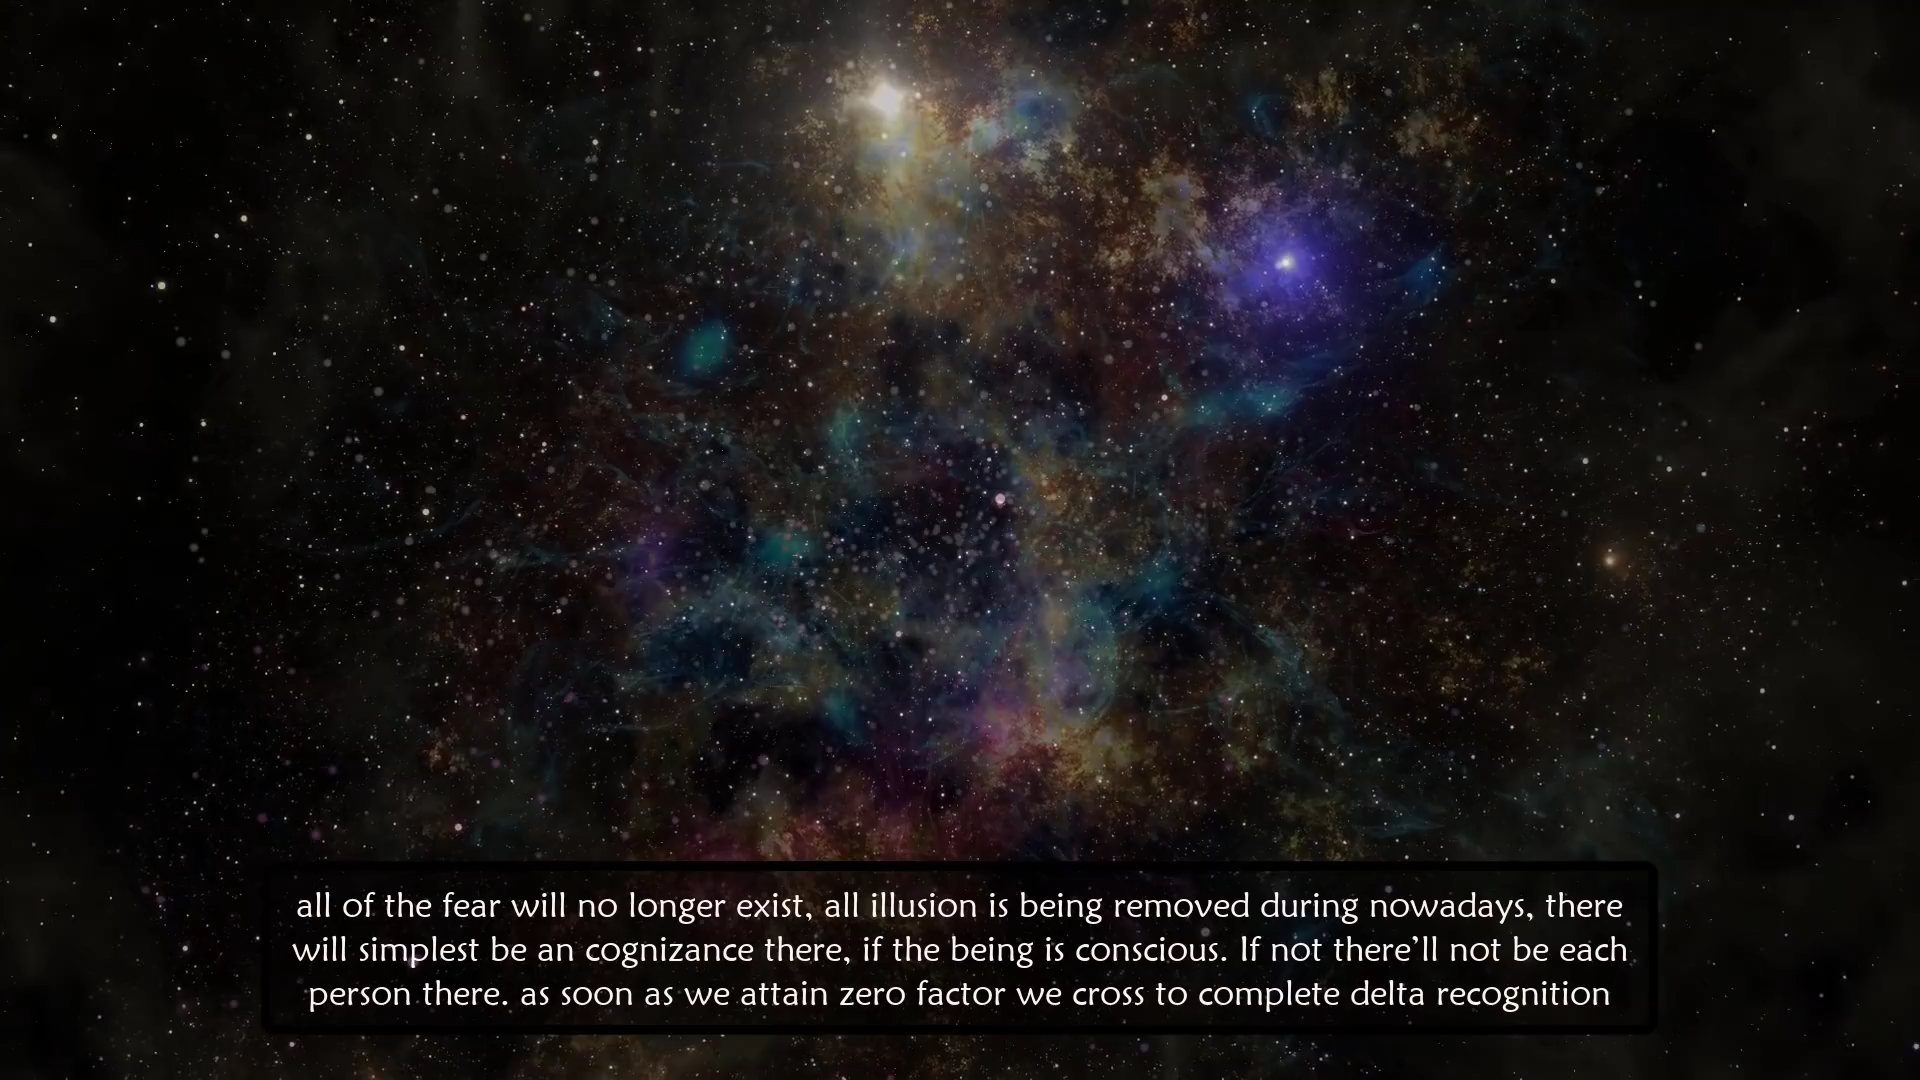 all of the fear will no longer exist, all illusion is being removed during nowadays, there
will simplest be an cognizance there, if the being is conscious. If not there’ll not be each
person there. as soon as we attain zero factor we cross to complete delta recognition